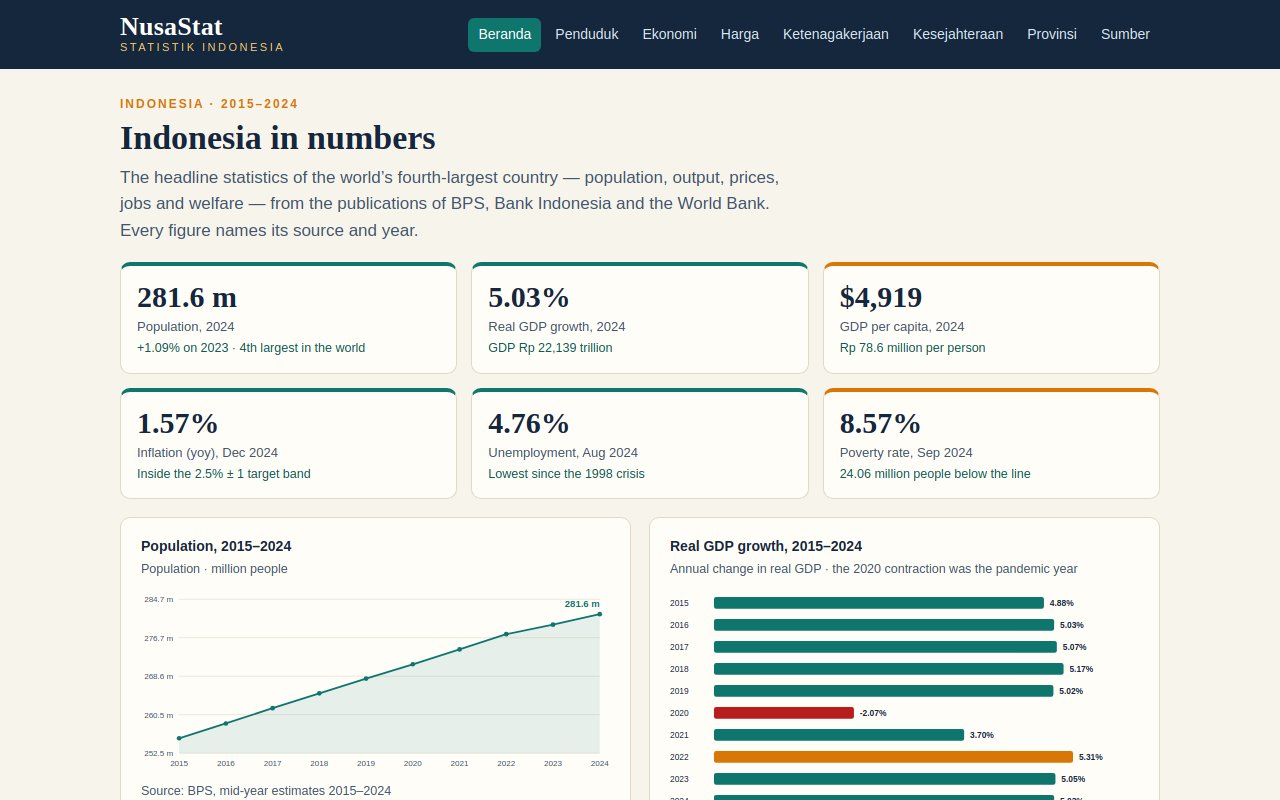 NusaStat
STATISTIK INDONESIA
Beranda Penduduk Ekonomi Harga Ketenagakerjaan Kesejahteraan Provinsi Sumber
INDONESIA · 2015–2024
Indonesia in numbers
The headline statistics of the world’s fourth-largest country — population, output, prices,
jobs and welfare — from the publications of BPS, Bank Indonesia and the World Bank.
Every figure names its source and year.
281.6 m
Population, 2024
+1.09% on 2023 · 4th largest in the world
5.03%
Real GDP growth, 2024
GDP Rp 22,139 trillion
$4,919
GDP per capita, 2024
Rp 78.6 million per person
1.57%
Inflation (yoy), Dec 2024
Inside the 2.5% ± 1 target band
4.76%
Unemployment, Aug 2024
Lowest since the 1998 crisis
8.57%
Poverty rate, Sep 2024
24.06 million people below the line
Population, 2015–2024
Population · million people
284.7 m
281.6 m
276.7 m
268.6 m
260.5 m
252.5 m
2015 2016 2017 2018 2019 2020 2021 2022 2023 2024
Source: BPS, mid-year estimates 2015–2024
Real GDP growth, 2015–2024
Annual change in real GDP · the 2020 contraction was the pandemic year
2015 4.88%
2016 5.03%
2017 5.07%
2018 5.17%
2019 5.02%
2020 -2.07%
2021 3.70%
2022 5.31%
2023 5.05%
2024 5.03%